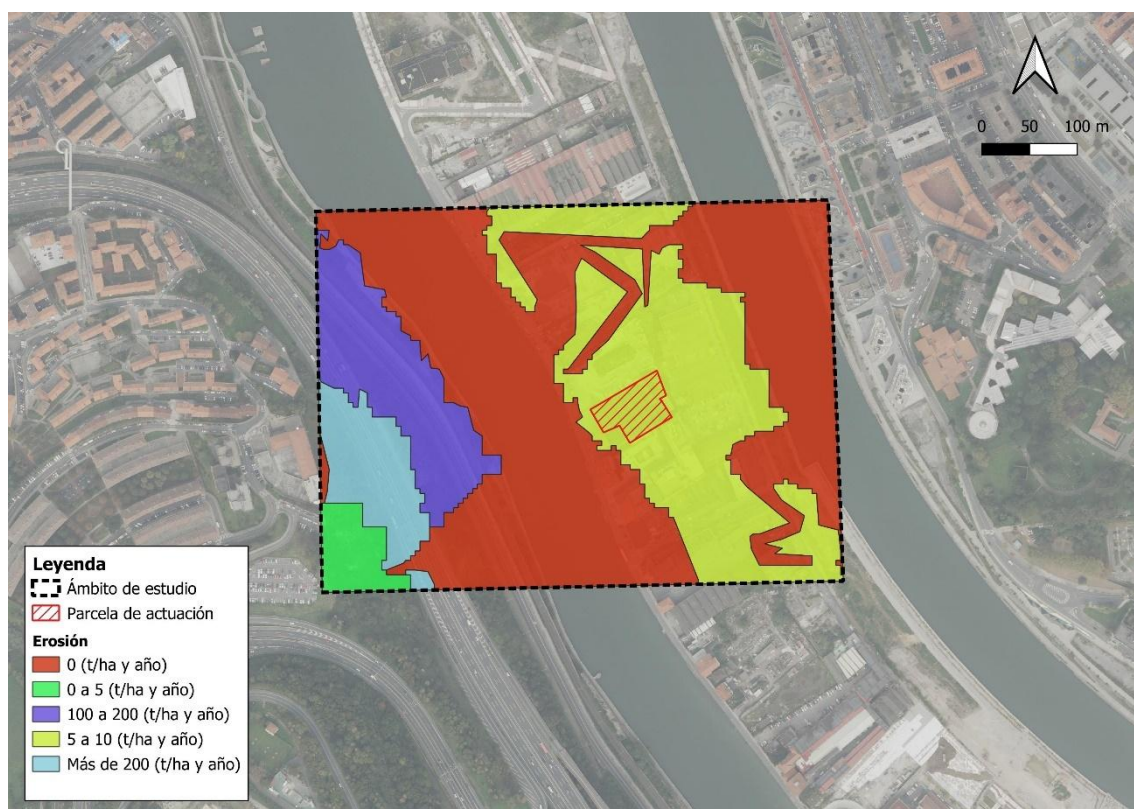 0 50 100 m
Leyenda
Ámbito de estudio
Parcela de actuación
Erosión
0 (t/ha y año)
0 a 5 (t/ha y año)
100 a 200 (t/ha y año)
5 a 10 (t/ha y año)
Más de 200 (t/ha y año)